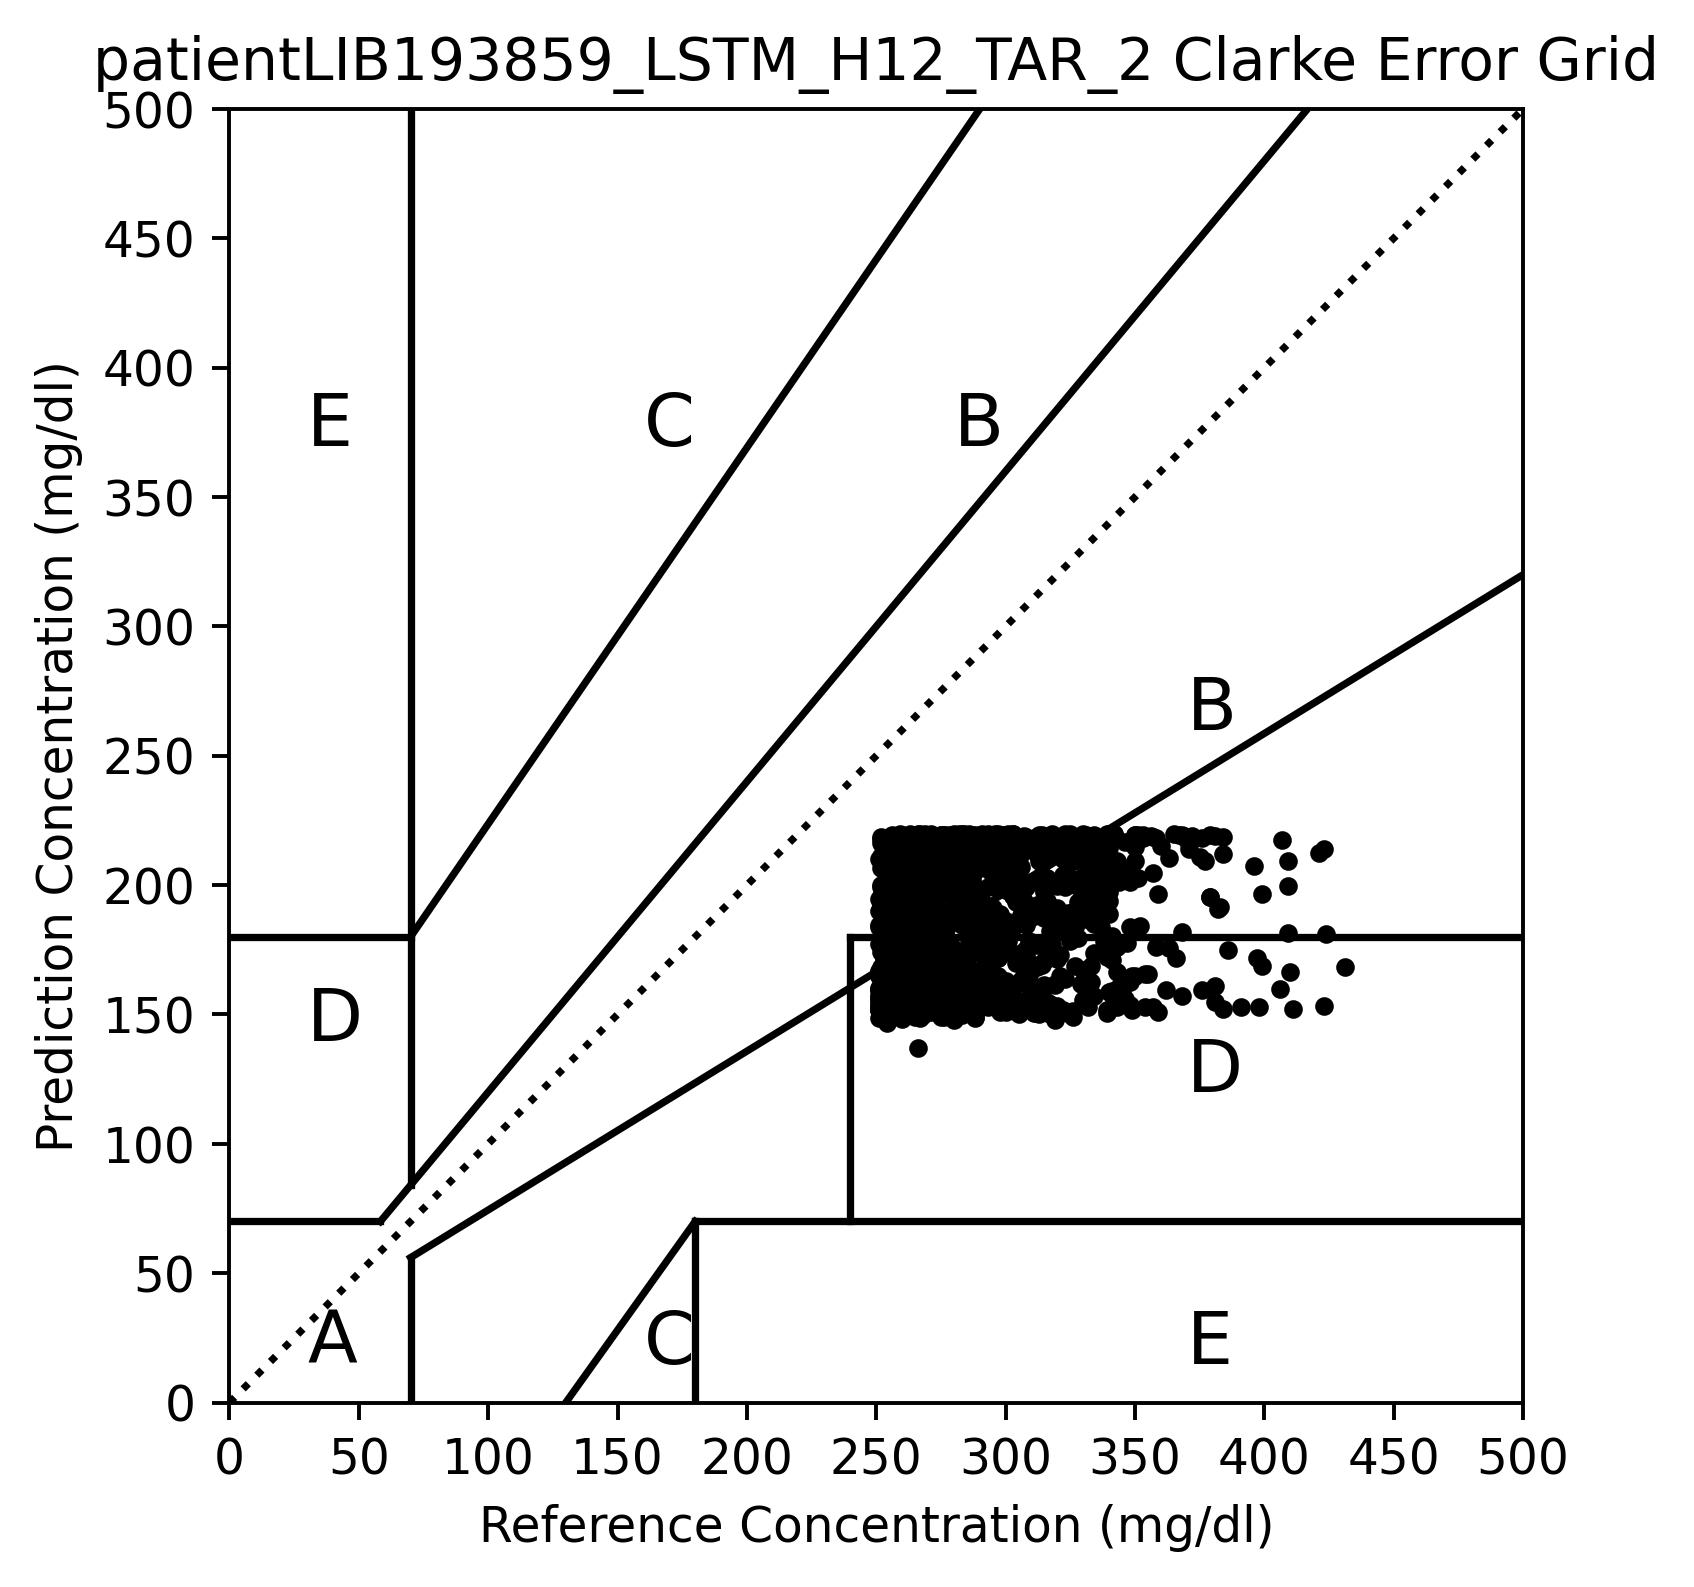 patientLIB193859_LSTM_H12_TAR_2 Clarke Error Grid
500
450
400
350
300
250
200
150
100
50
0
Prediction Concentration (mg/dl)
E
C
B
B
D
D
A
C
E
0 50 100 150 200 250 300 350 400 450 500
Reference Concentration (mg/dl)